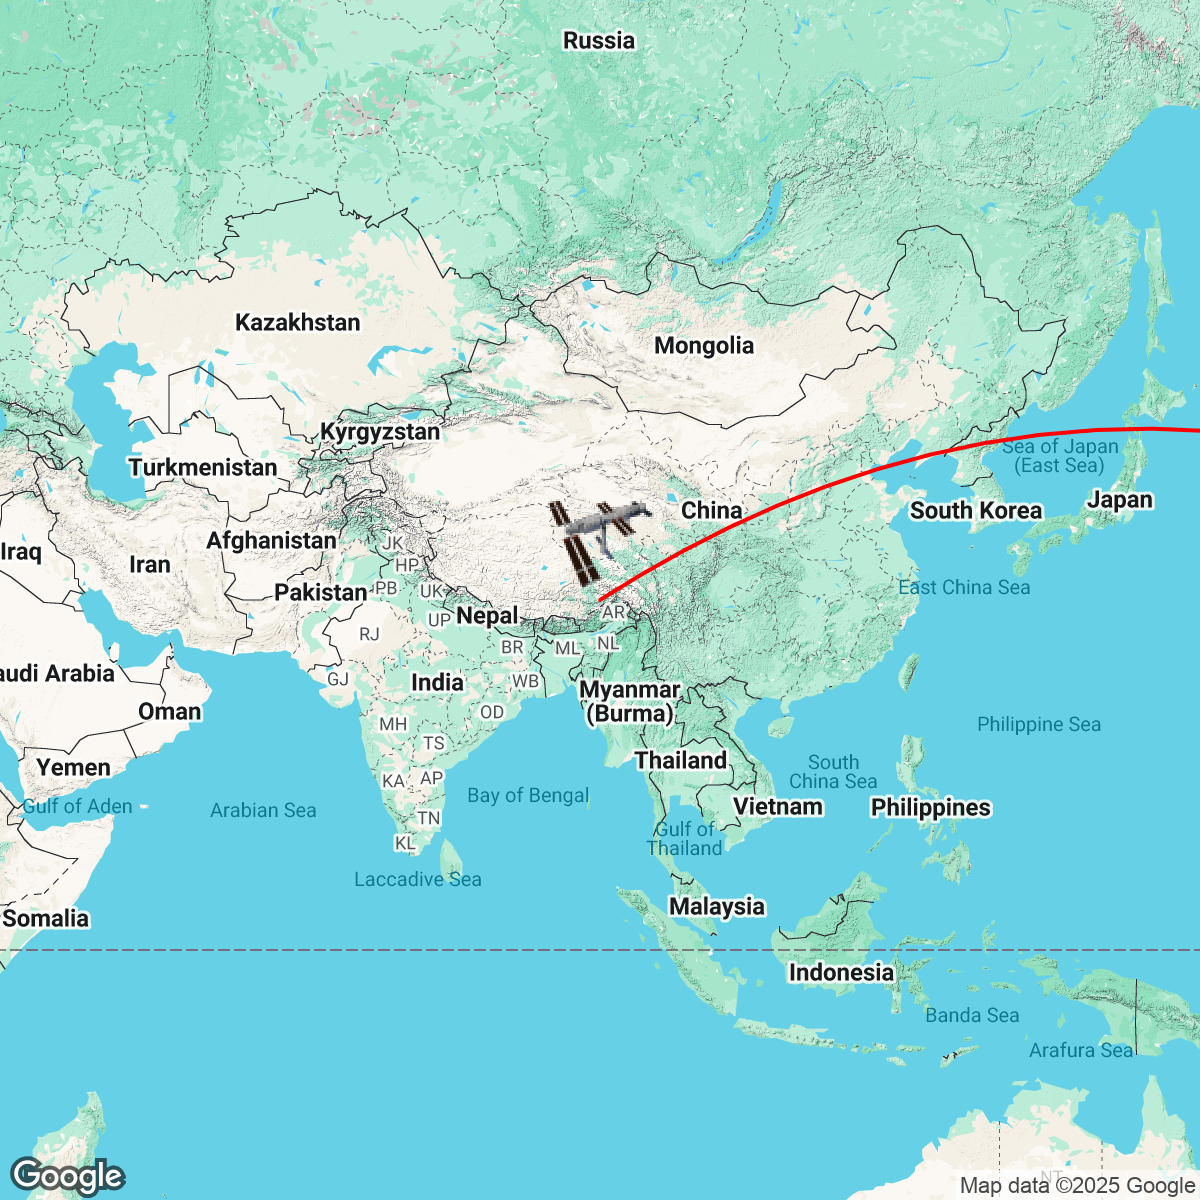 Russia
Kazakhstan
Mongolia
Kyrgyzstan
Sea of Japan
(East Sea)
Turkmenistan
Japan
China
South Korea
Afghanistan
JK
Iraq
Iran
HP
Pakistan
PB
UK
East China Sea
Nepal
UP
AR
RJ
BR
ML
NL
audi Arabia
GJ
India
WB
Myanmar
(Burma)
Oman
OD
MH
Philippine Sea
TS
Thailand
South
China Sea
Yemen
KA
AP
Bay of Bengal
Gulf of Aden
Arabian Sea
Vietnam
Philippines
TN
Gulf of
Thailand
KL
Laccadive Sea
Malaysia
Somalia
Indonesia
Banda Sea
Arafura Sea
NT
Google
Map data ©2025 Google